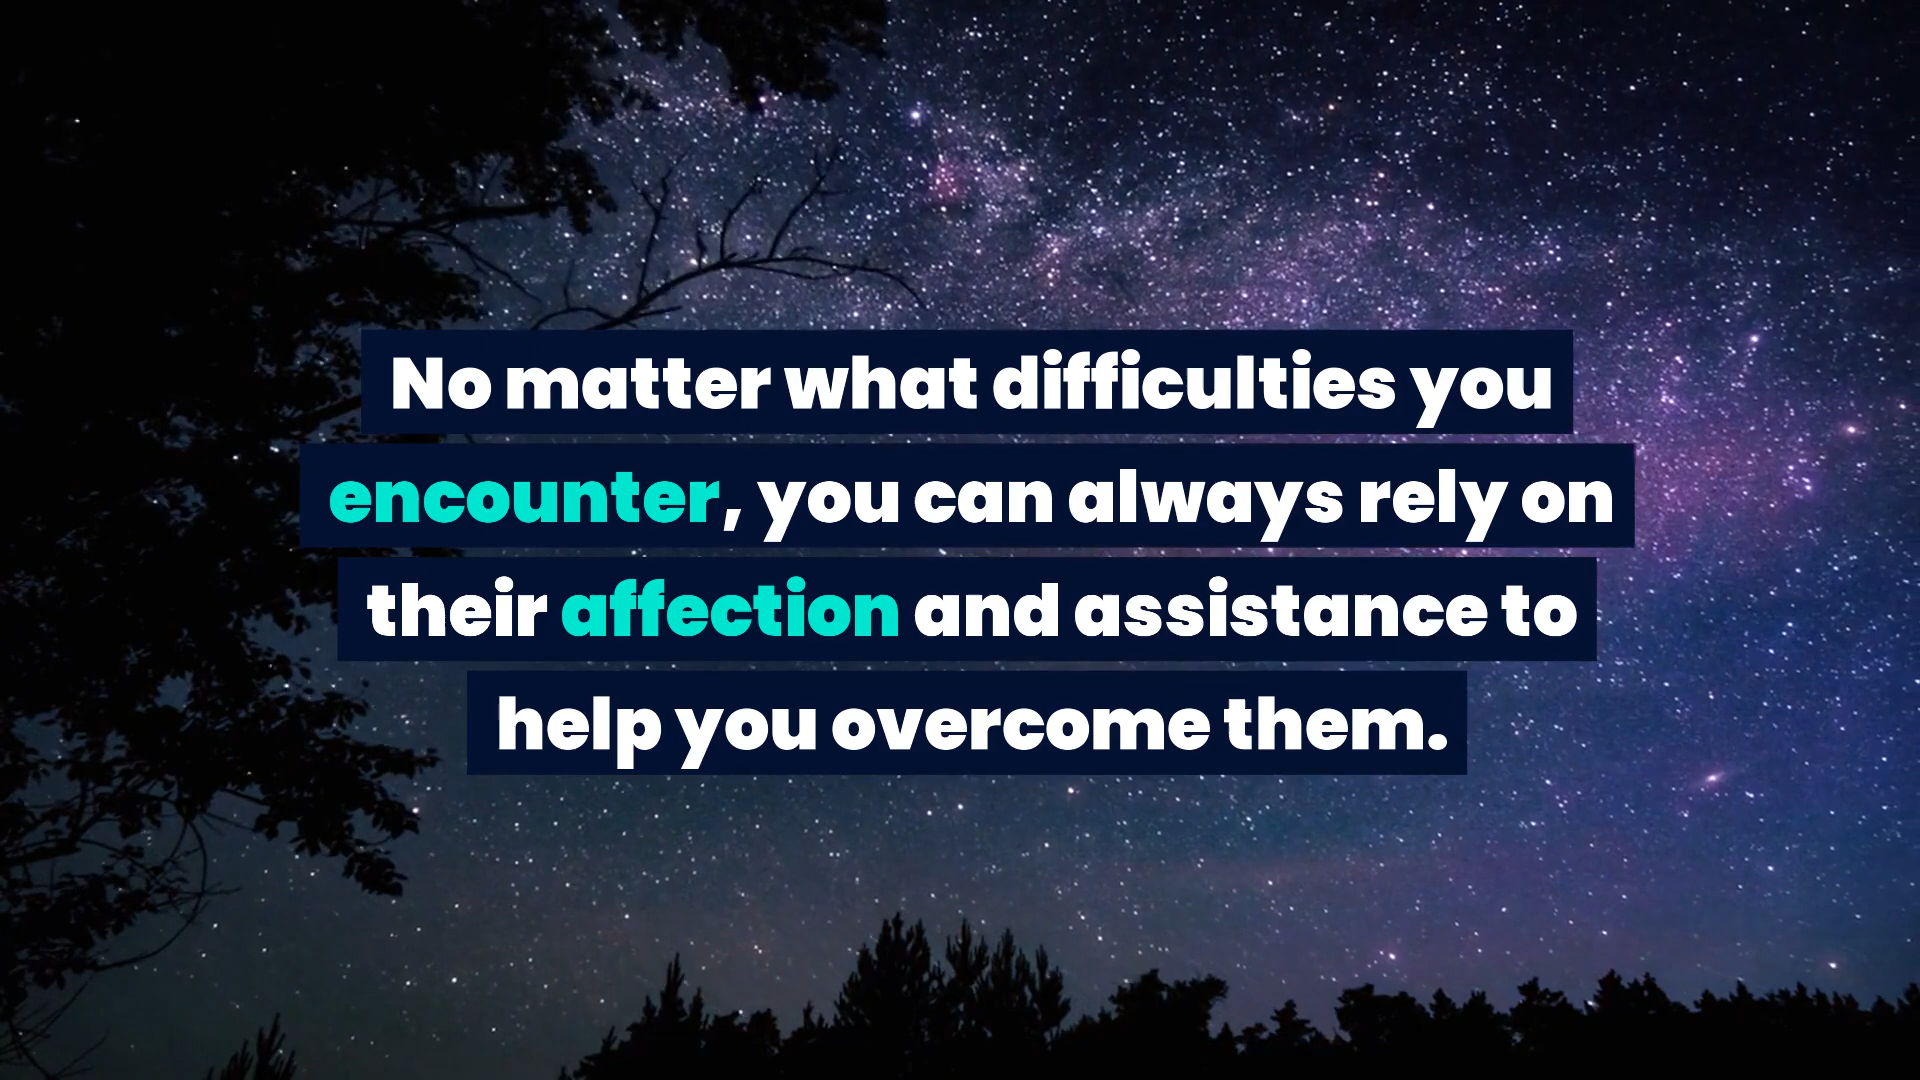 No matter what difficulties you
encounter, you can always rely on
their affection and assistance to
help you overcome them.